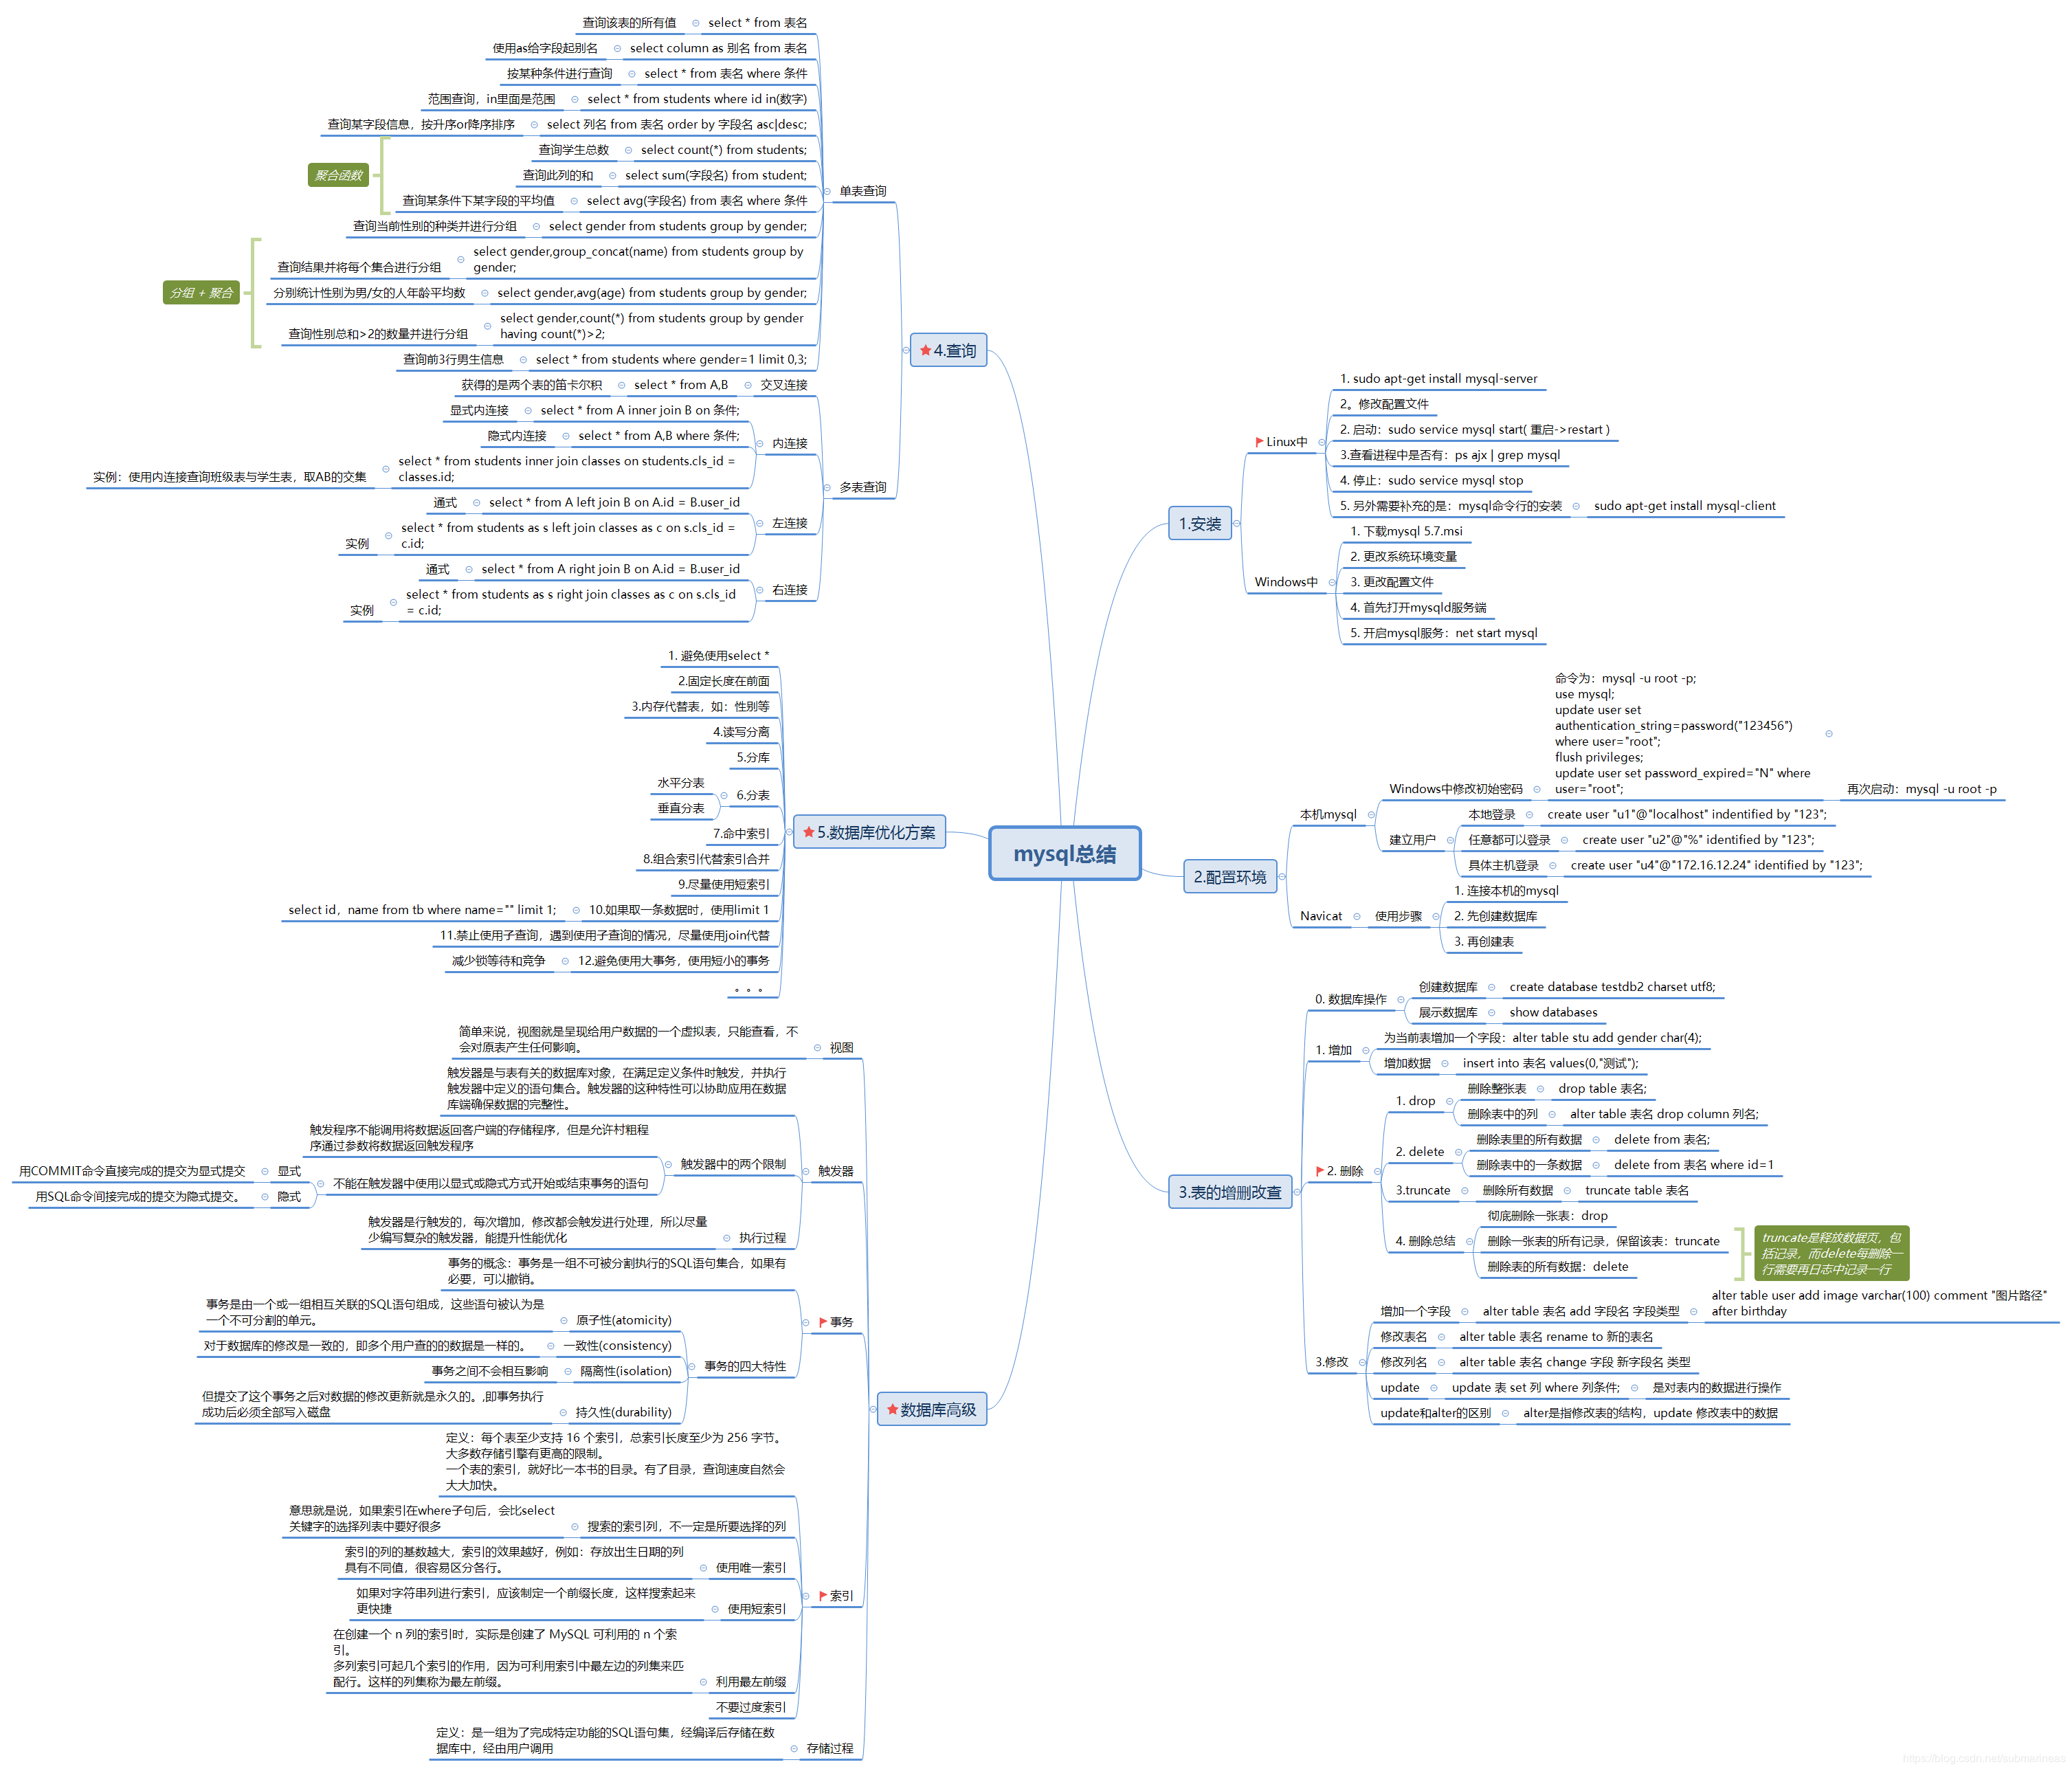 mysql总结
1.安装
Linux中
1. sudo apt-get install mysql-server
2。修改配置文件
2. 启动：sudo service mysql start( 重启->restart )
3.查看进程中是否有：ps ajx | grep mysql
4. 停止：sudo service mysql stop
5. 另外需要补充的是：mysql命令行的安装
sudo apt-get install mysql-client
Windows中
1. 下载mysql 5.7.msi
2. 更改系统环境变量
3. 更改配置文件
4. 首先打开mysqld服务端
5. 开启mysql服务：net start mysql
2.配置环境
本机mysql
Windows中修改初始密码
命令为：mysql -u root -p;
use mysql;
update user set
authentication_string=password("123456")
where user="root";
flush privileges;
update user set password_expired="N" where
user="root";
再次启动：mysql -u root -p
建立用户
本地登录
create user "u1"@"localhost" indentified by "123";
任意都可以登录
create user "u2"@"%" identified by "123";
具体主机登录
create user "u4"@"172.16.12.24" identified by "123";
Navicat
使用步骤
1. 连接本机的mysql
2. 先创建数据库
3. 再创建表
3.表的增删改查
0. 数据库操作
创建数据库
create database testdb2 charset utf8;
展示数据库
show databases
1. 增加
为当前表增加一个字段：alter table stu add gender char(4);
增加数据
insert into 表名 values(0,"测试");
2. 删除
1. drop
删除整张表
drop table 表名;
删除表中的列
alter table 表名 drop column 列名;
2. delete
删除表里的所有数据
delete from 表名;
删除表中的一条数据
delete from 表名 where id=1
3.truncate
删除所有数据
truncate table 表名
4. 删除总结
彻底删除一张表：drop
删除一张表的所有记录，保留该表：truncate
删除表的所有数据：delete
truncate是释放数据页，包
括记录，而delete每删除一
行需要再日志中记录一行
3.修改
增加一个字段
alter table 表名 add 字段名 字段类型
alter table user add image varchar(100) comment "图片路径"
after birthday
修改表名
alter table 表名 rename to 新的表名
修改列名
alter table 表名 change 字段 新字段名 类型
update
update 表 set 列 where 列条件;
是对表内的数据进行操作
update和alter的区别
alter是指修改表的结构，update 修改表中的数据
4.查询
单表查询
select * from 表名
查询该表的所有值
select column as 别名 from 表名
使用as给字段起别名
select * from 表名 where 条件
按某种条件进行查询
select * from students where id in(数字)
范围查询，in里面是范围
select 列名 from 表名 order by 字段名 asc|desc;
查询某字段信息，按升序or降序排序
select count(*) from students;
查询学生总数
select sum(字段名) from student;
查询此列的和
select avg(字段名) from 表名 where 条件
查询某条件下某字段的平均值
聚合函数
select gender from students group by gender;
查询当前性别的种类并进行分组
select gender,group_concat(name) from students group by
gender;
查询结果并将每个集合进行分组
select gender,avg(age) from students group by gender;
分别统计性别为男/女的人年龄平均数
select gender,count(*) from students group by gender
having count(*)>2;
查询性别总和>2的数量并进行分组
分组 + 聚合
select * from students where gender=1 limit 0,3;
查询前3行男生信息
多表查询
交叉连接
select * from A,B
获得的是两个表的笛卡尔积
内连接
select * from A inner join B on 条件;
显式内连接
select * from A,B where 条件;
隐式内连接
select * from students inner join classes on students.cls_id =
classes.id;
实例：使用内连接查询班级表与学生表，取AB的交集
左连接
select * from A left join B on A.id = B.user_id
通式
select * from students as s left join classes as c on s.cls_id =
c.id;
实例
右连接
select * from A right join B on A.id = B.user_id
通式
select * from students as s right join classes as c on s.cls_id
= c.id;
实例
5.数据库优化方案
1. 避免使用select *
2.固定长度在前面
3.内存代替表，如：性别等
4.读写分离
5.分库
6.分表
水平分表
垂直分表
7.命中索引
8.组合索引代替索引合并
9.尽量使用短索引
10.如果取一条数据时，使用limit 1
select id，name from tb where name="" limit 1;
11.禁止使用子查询，遇到使用子查询的情况，尽量使用join代替
12.避免使用大事务，使用短小的事务
减少锁等待和竞争
。。。
数据库高级
视图
简单来说，视图就是呈现给用户数据的一个虚拟表，只能查看，不
会对原表产生任何影响。
触发器
触发器是与表有关的数据库对象，在满足定义条件时触发，并执行
触发器中定义的语句集合。触发器的这种特性可以协助应用在数据
库端确保数据的完整性。
触发器中的两个限制
触发程序不能调用将数据返回客户端的存储程序，但是允许村粗程
序通过参数将数据返回触发程序
不能在触发器中使用以显式或隐式方式开始或结束事务的语句
显式
用COMMIT命令直接完成的提交为显式提交
隐式
用SQL命令间接完成的提交为隐式提交。
执行过程
触发器是行触发的，每次增加，修改都会触发进行处理，所以尽量
少编写复杂的触发器，能提升性能优化
事务
事务的概念：事务是一组不可被分割执行的SQL语句集合，如果有
必要，可以撤销。
事务的四大特性
原子性(atomicity)
事务是由一个或一组相互关联的SQL语句组成，这些语句被认为是
一个不可分割的单元。
一致性(consistency)
对于数据库的修改是一致的，即多个用户查的的数据是一样的。
隔离性(isolation)
事务之间不会相互影响
持久性(durability)
但提交了这个事务之后对数据的修改更新就是永久的。,即事务执行
成功后必须全部写入磁盘
索引
定义：每个表至少支持 16 个索引，总索引长度至少为 256 字节。
大多数存储引擎有更高的限制。
一个表的索引，就好比一本书的目录。有了目录，查询速度自然会
大大加快。
搜索的索引列，不一定是所要选择的列
意思就是说，如果索引在where子句后，会比select
关键字的选择列表中要好很多
使用唯一索引
索引的列的基数越大，索引的效果越好，例如：存放出生日期的列
具有不同值，很容易区分各行。
使用短索引
如果对字符串列进行索引，应该制定一个前缀长度，这样搜索起来
更快捷
利用最左前缀
在创建一个 n 列的索引时，实际是创建了 MySQL 可利用的 n 个索
引。
多列索引可起几个索引的作用，因为可利用索引中最左边的列集来匹
配行。这样的列集称为最左前缀。
不要过度索引
存储过程
定义：是一组为了完成特定功能的SQL语句集，经编译后存储在数
据库中，经由用户调用